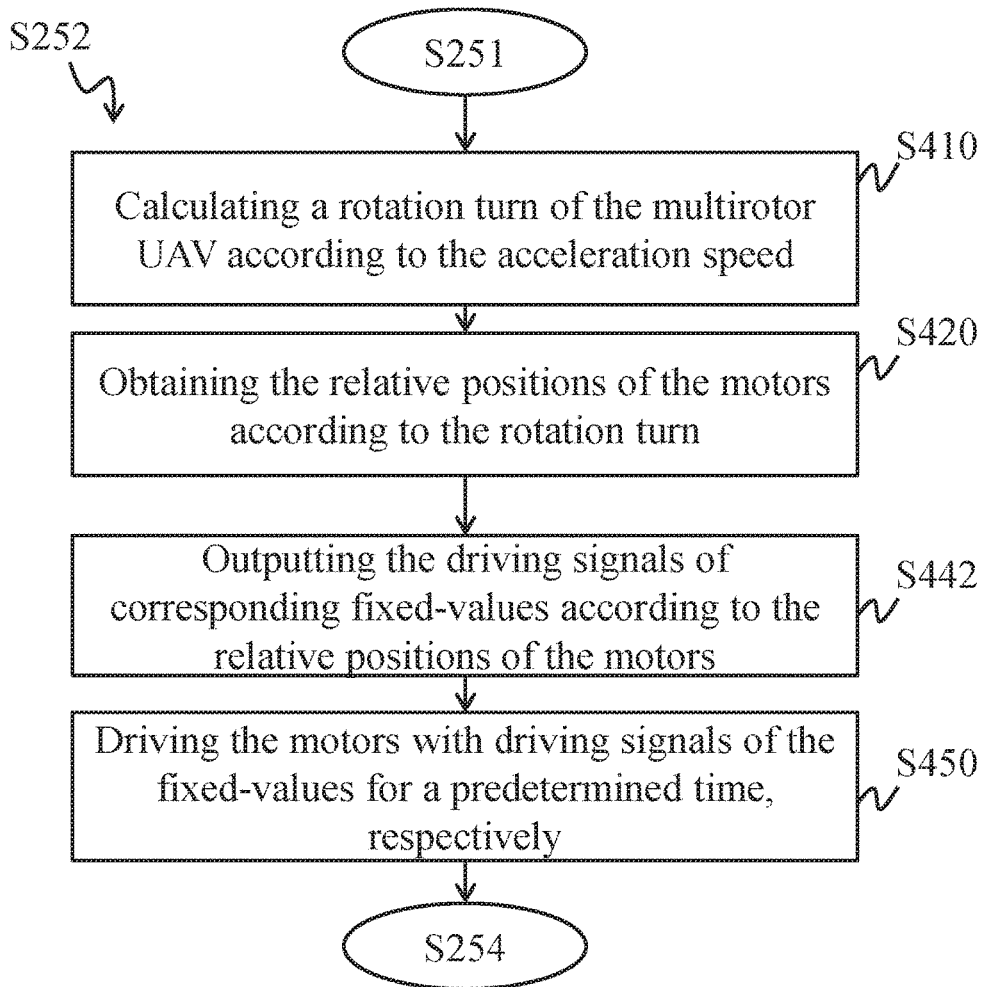 S252
S251
S410
Calculating a rotation turn of the multirotor
UAV according to the acceleration speed
S420
Obtaining the relative positions of the motors
according to the rotation turn
Outputting the driving signals of
corresponding fixed-values according to the
relative positions of the motors
S442
Driving the motors with driving signals of the
fixed-values for a predetermined time,
respectively
S450
S254